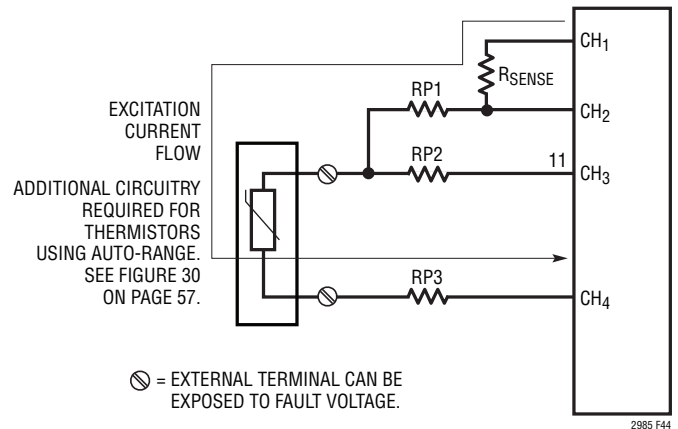 CH1
RSENSE
RP1
CH2
EXCITATION
CURRENT
FLOW
RP2
11
CH3
ADDITIONAL CIRCUITRY
REQUIRED FOR
THERMISTORS
USING AUTO-RANGE.
SEE FIGURE 30
ON PAGE 57.
RP3
CH4
= EXTERNAL TERMINAL CAN BE
EXPOSED TO FAULT VOLTAGE.
2985 F44